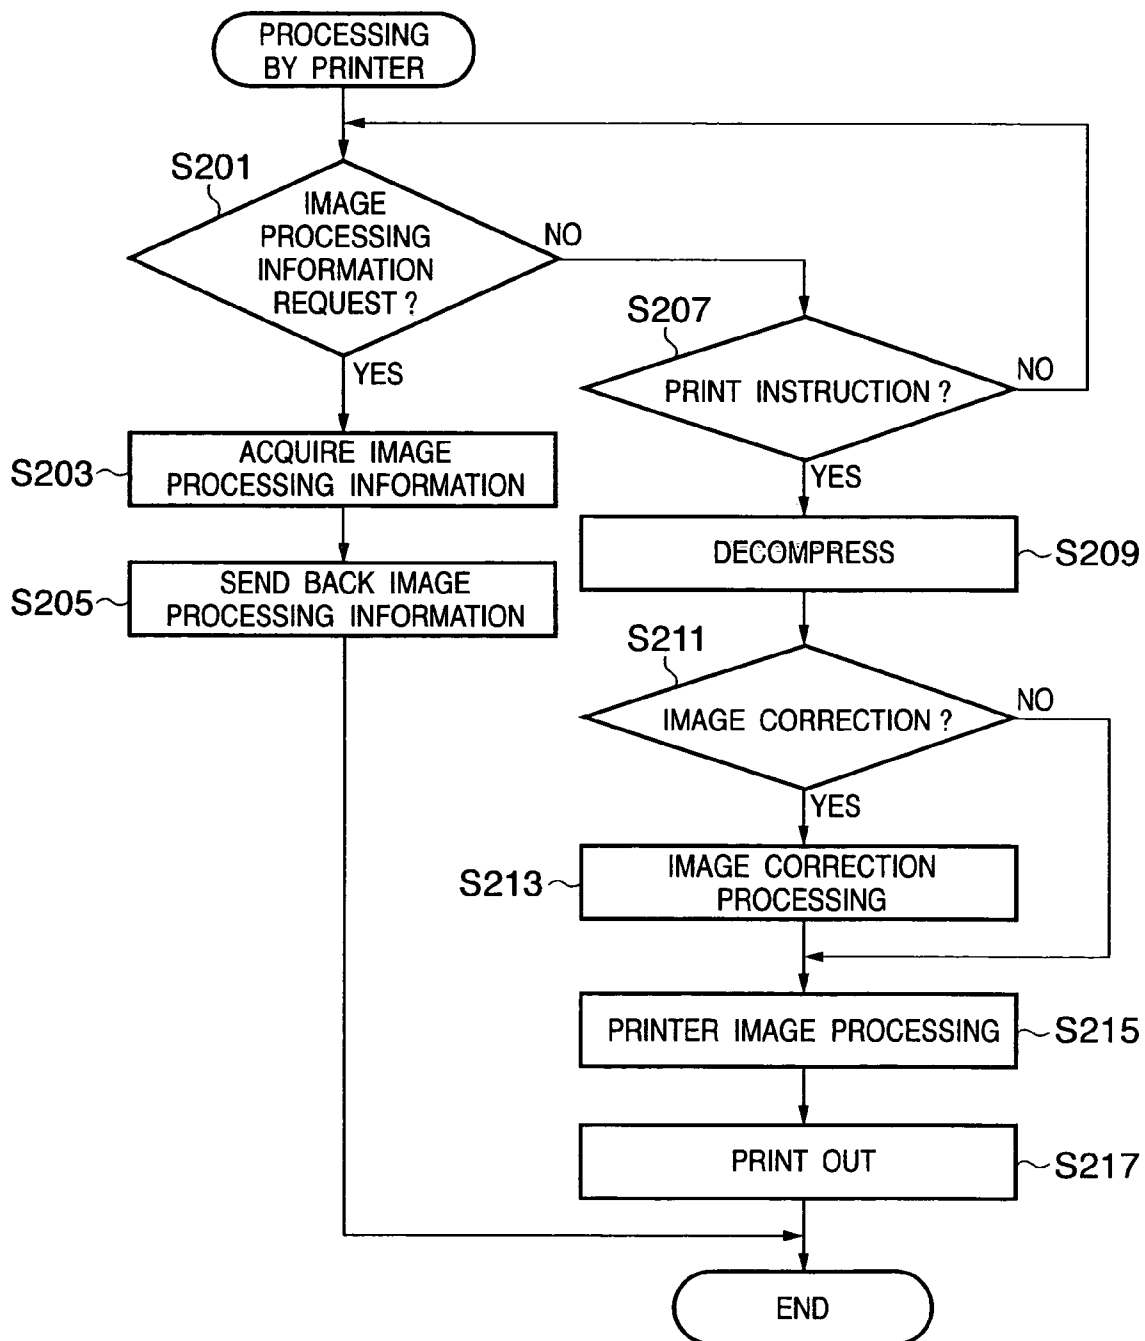 PROCESSING
BY PRINTER
S201
IMAGE
PROCESSING
INFORMATION
REQUEST ?
NO
YES
S207
PRINT INSTRUCTION ?
NO
YES
S203
ACQUIRE IMAGE
PROCESSING INFORMATION
DECOMPRESS
S209
S205
SEND BACK IMAGE
PROCESSING INFORMATION
S211
IMAGE CORRECTION ?
NO
YES
S213
IMAGE CORRECTION
PROCESSING
PRINTER IMAGE PROCESSING
S215
PRINT OUT
S217
END